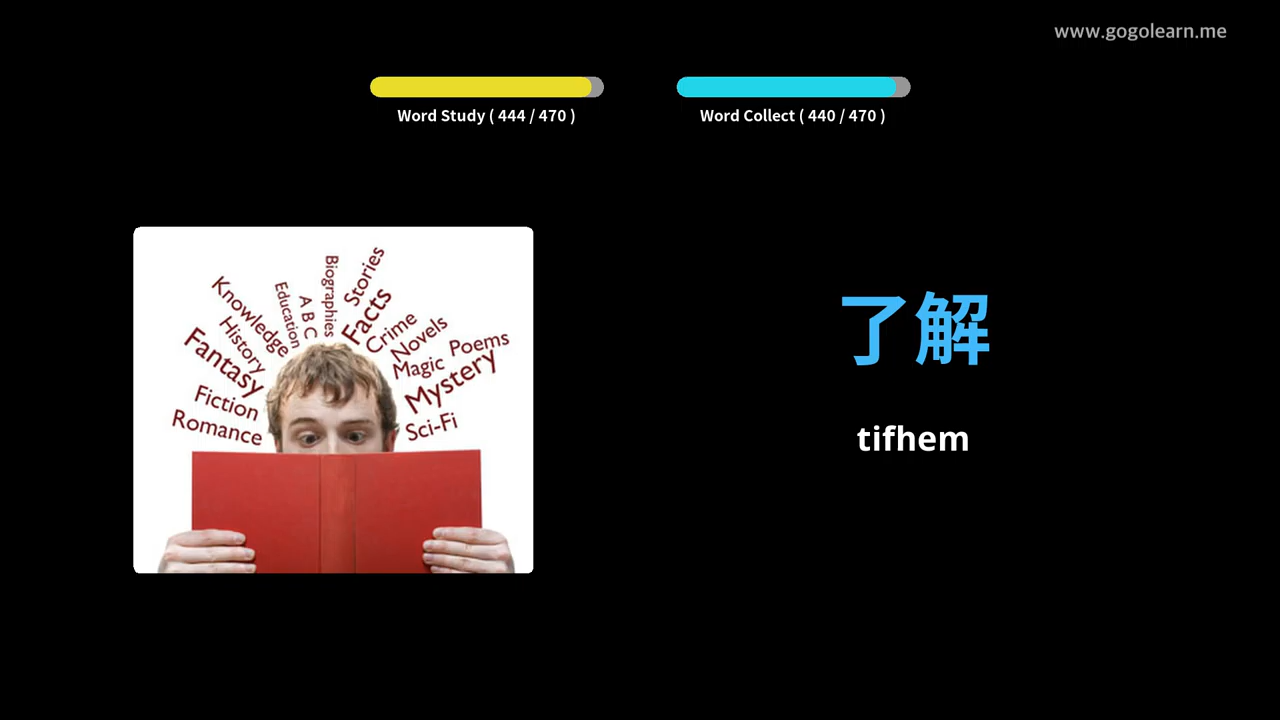 www.gogolearn.me
Word Study ( 444 / 470 )
Word Collect ( 440 / 470 )
Biographies
Stories
Knowledge
Education
A B C
Facts
Crime
History
Novels
Fantasy
Magic
Poems
Mystery
Fiction
Romance
Sci-Fi
了解
tifhem